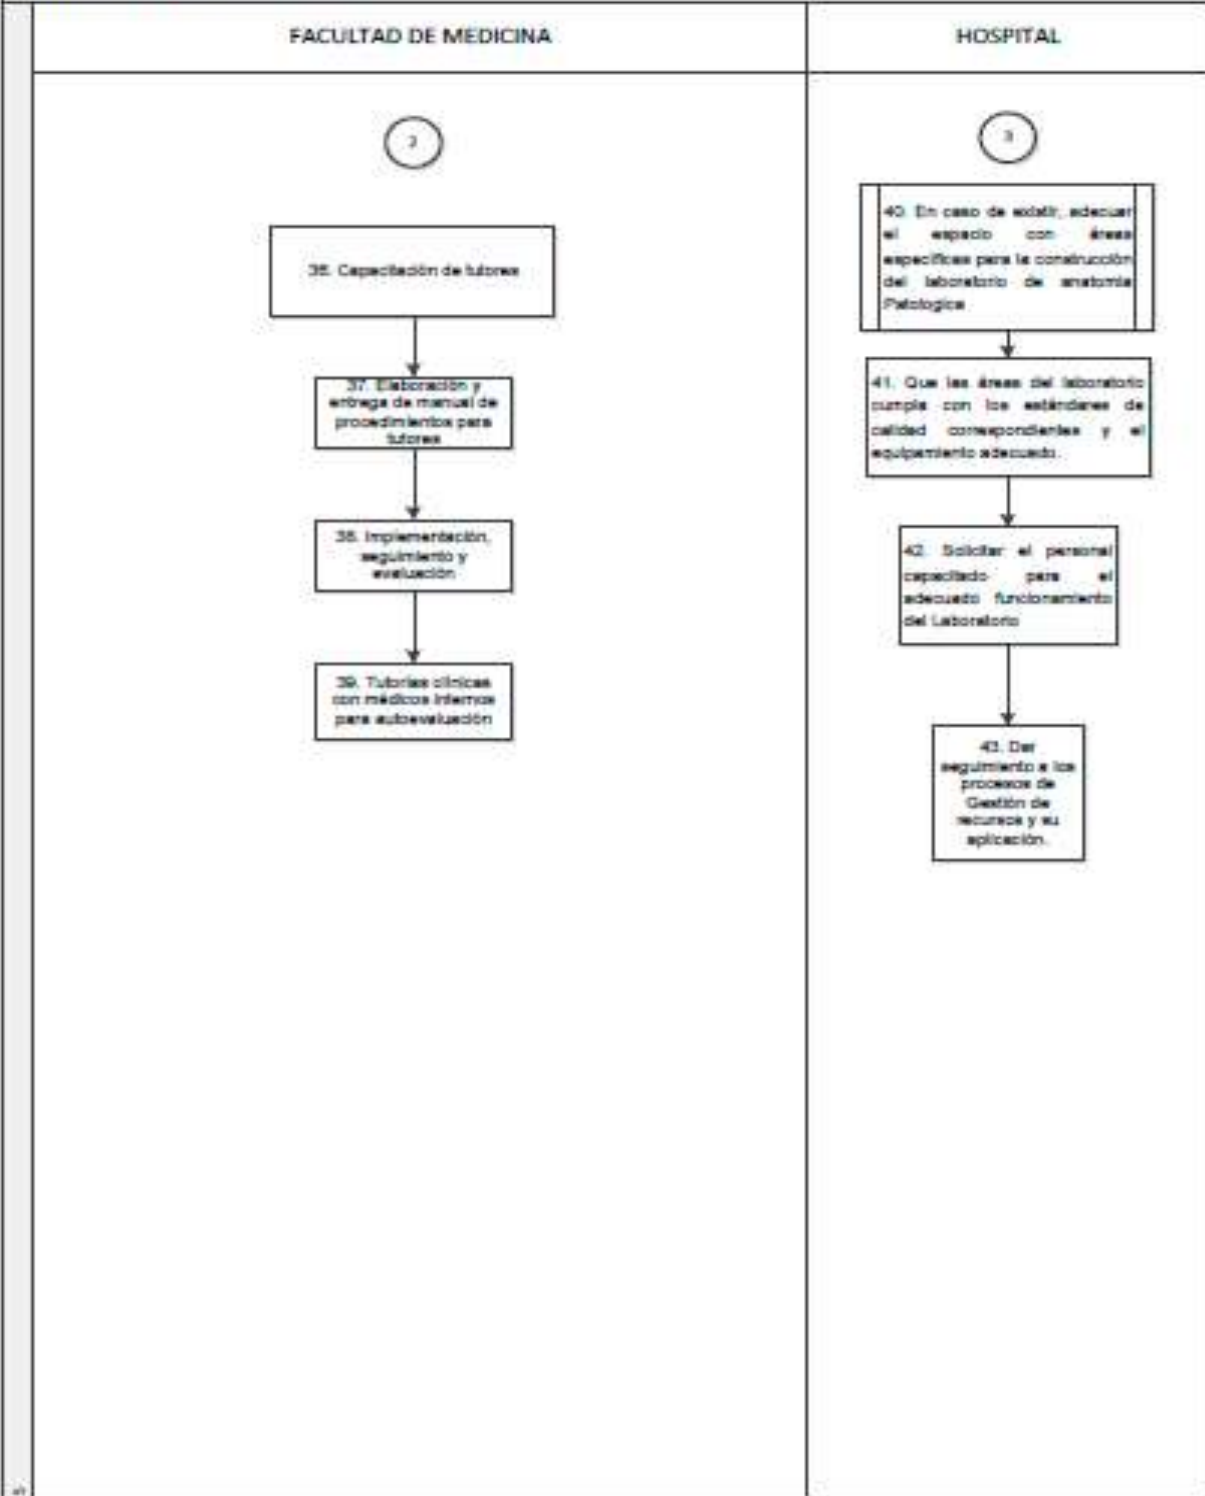 FACULTAD DE MEDICINA
HOSPITAL
2
36. Capacitación de tutores
37. Elaboración y
entrega de manual de
procedimientos para
tutores
38. Implementación,
seguimiento y
evaluación
39. Tutorías clínicas
con médicos internos
para autoevaluación
3
40. En caso de existir, adecuar
el espacio con áreas
específicas para la construcción
del laboratorio de anatomía
Patologica
41. Que las áreas del laboratorio
cumpla con los estándares de
calidad correspondientes y el
equipamiento adecuado.
42. Solicitar el personal
capacitado para el
adecuado funcionamiento
del Laboratorio
43. Dar
seguimiento a los
procesos de
Gestión de
recursos y su
aplicación.